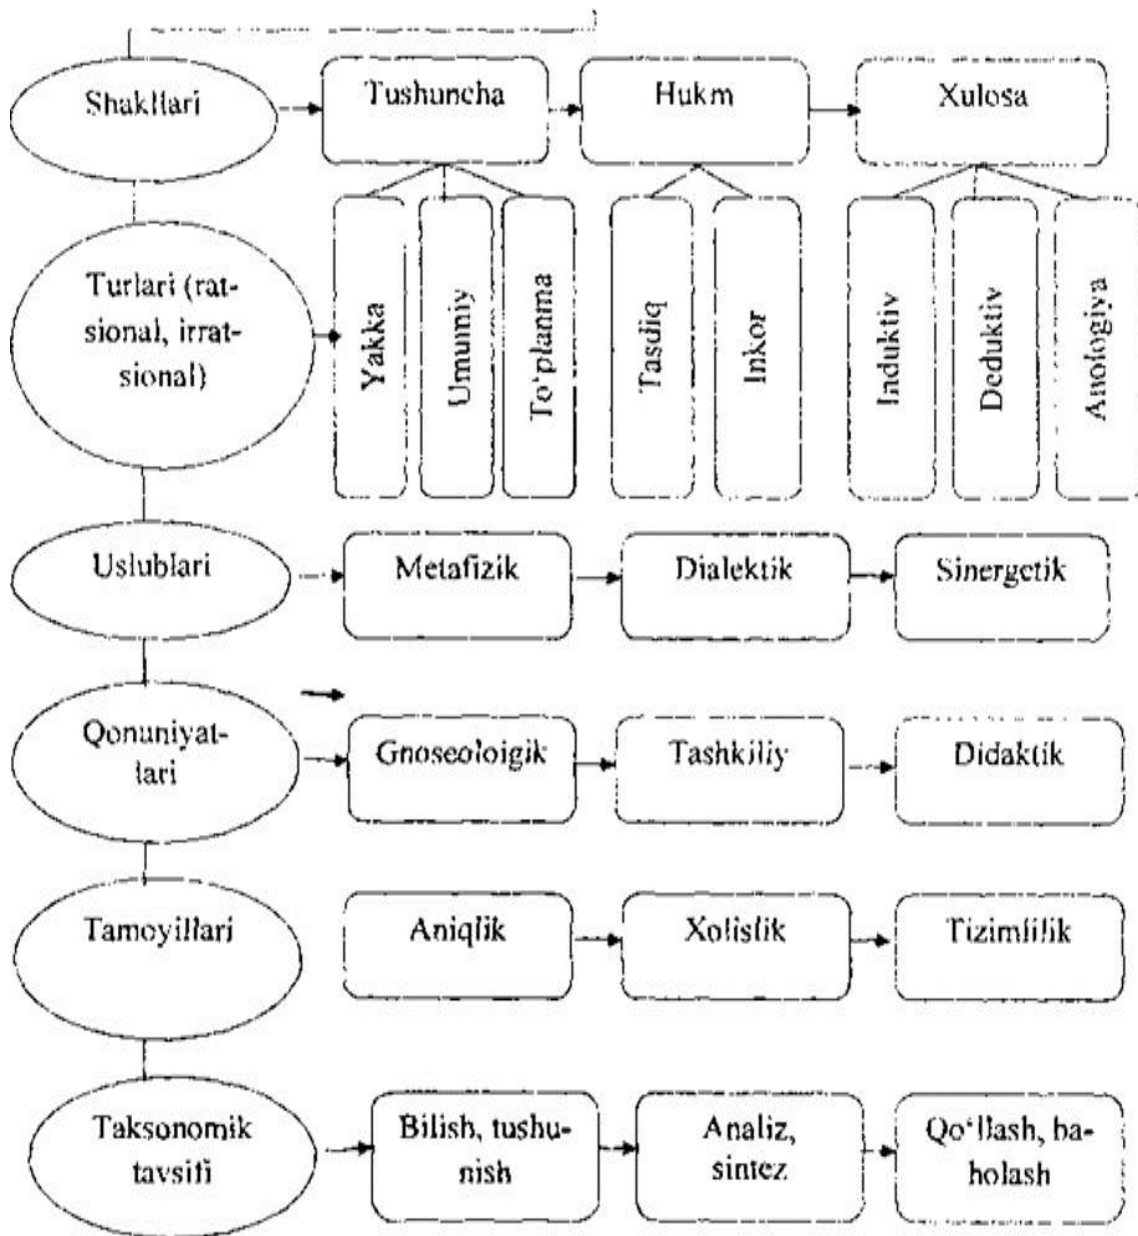 Shakllari
Tushuncha
Hukm
Xulosa
Turlari (rat-
sional, irrat-
sional)
Yakka
Umumiy
To‘planma
Tasdiq
Inkor
Induktiv
Deduktiv
Anologiya
Uslublari
Metafizik
Dialektik
Sinergetik
Qonuniyat-
lari
Gnoseoloigik
Tashkiliy
Didaktik
Tamoyillari
Aniqlik
Xolislik
Tizimlilik
Taksonomik
tavsifi
Bilish, tushu-
nish
Analiz,
sintez
Qo‘llash, ba-
holash